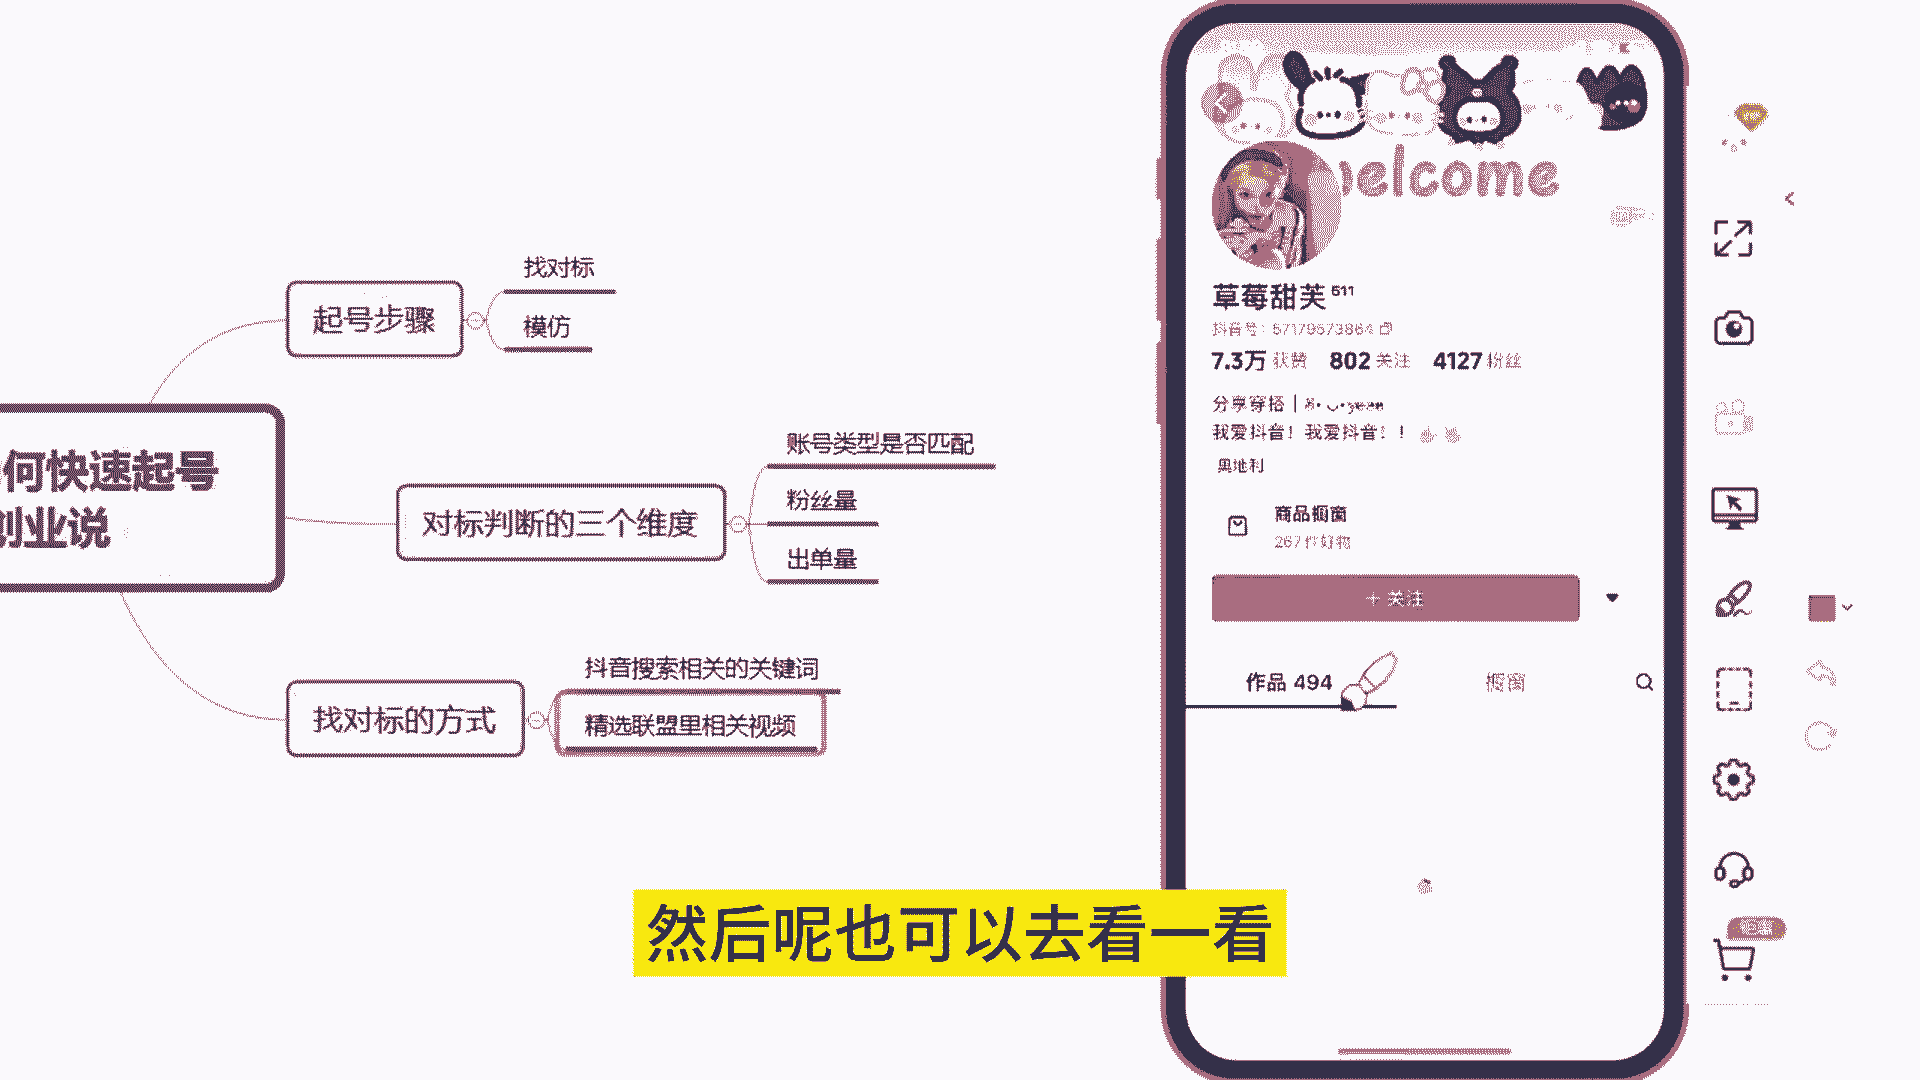 找对标
起号步骤
模仿
何快速起号
创业说
账号类型是否匹配
粉丝量
对标判断的三个维度
出单量
抖音搜索相关的关键词
找对标的方式
精选联盟里相关视频
welcome
草莓甜芙 511
抖音号: 57179573864
7.3万 获赞 802 关注 4127 粉丝
分享穿搭 |
我爱抖音! 我爱抖音! !
奥地利
商品橱窗
267件好物
+ 关注
作品 494 橱窗
然后呢也可以去看一看